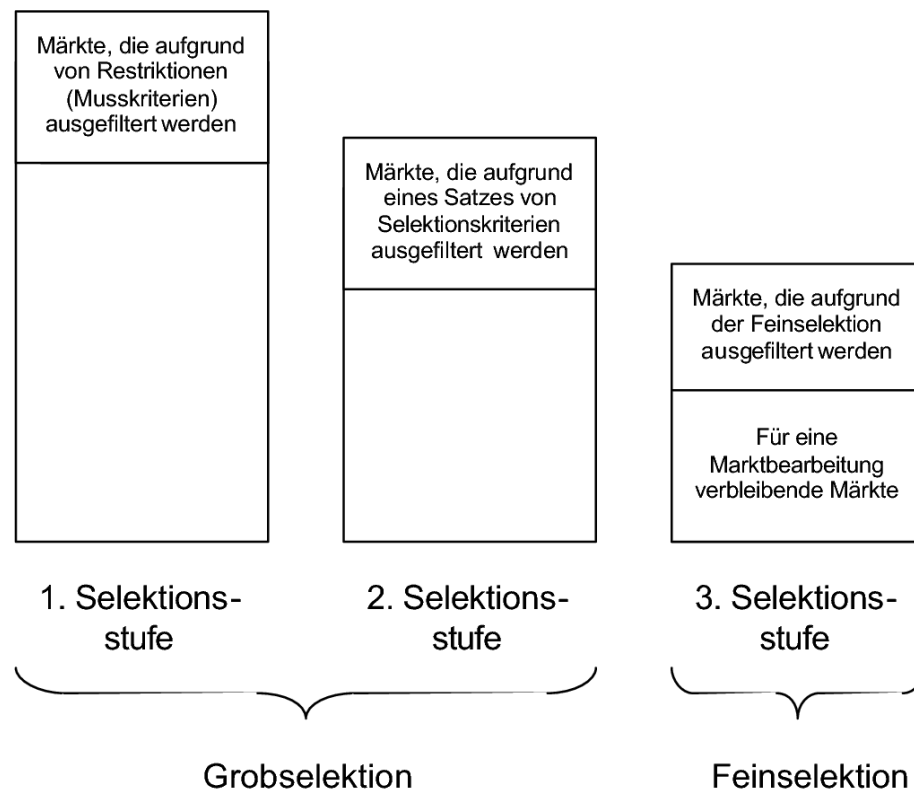 Märkte, die aufgrund
von Restriktionen
(Musskriterien)
ausgefiltert werden
Märkte, die aufgrund
eines Satzes von
Selektionskriterien
ausgefiltert werden
Märkte, die aufgrund
der Feinselektion
ausgefiltert werden
Für eine
Marktbearbeitung
verbleibende Märkte
1. Selektions-
stufe
2. Selektions-
stufe
3. Selektions-
stufe
Grobselektion
Feinselektion